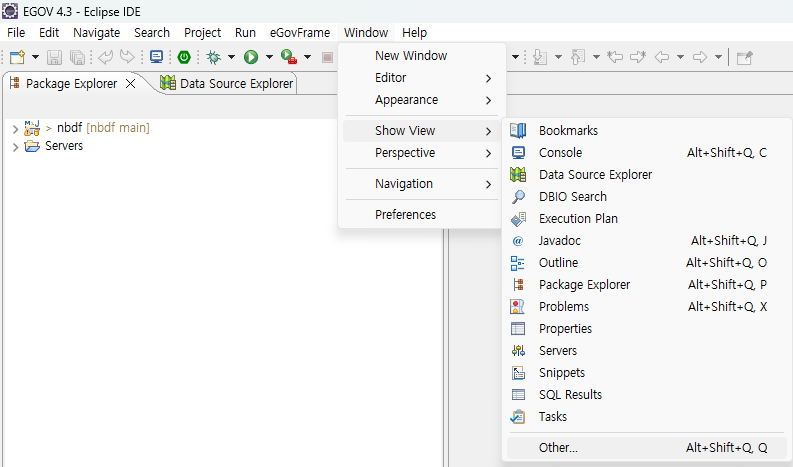 EGOV 4.3 - Eclipse IDE
File Edit Navigate Search Project Run eGovFrame Window Help
Package Explorer Data Source Explorer
> nbdf [nbdf main]
Servers
New Window
Editor
Appearance
Show View
Perspective
Navigation
Preferences
Bookmarks
Console Alt+Shift+Q, C
Data Source Explorer
DBIO Search
Execution Plan
Javadoc Alt+Shift+Q, J
Outline Alt+Shift+Q, O
Package Explorer Alt+Shift+Q, P
Problems Alt+Shift+Q, X
Properties
Servers
Snippets
SQL Results
Tasks
Other... Alt+Shift+Q, Q